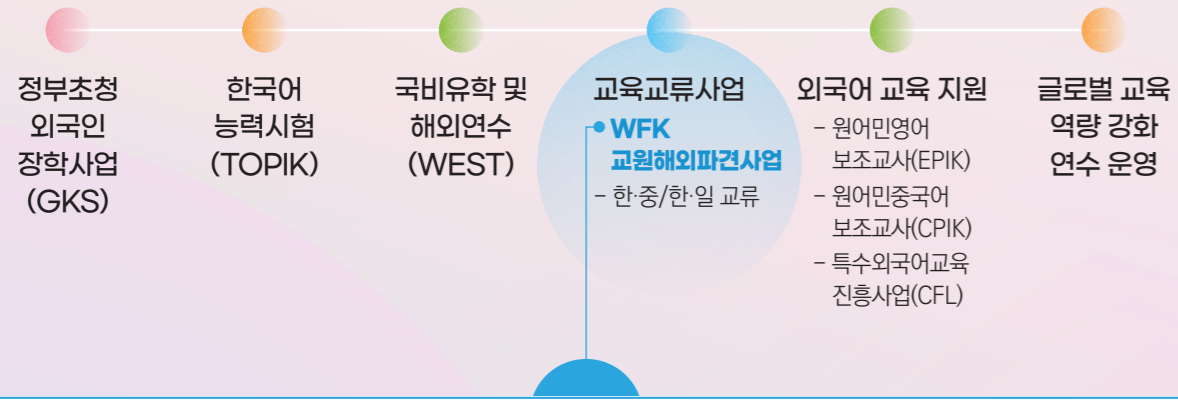 정부초청
외국인
장학사업
(GKS)
한국어
능력시험
(TOPIK)
국비유학 및
해외연수
(WEST)
교육교류사업
WFK
교원해외파견사업
– 한·중/한·일 교류
외국어 교육 지원
– 원어민영어
보조교사(EPIK)
– 원어민중국어
보조교사(CPIK)
– 특수외국어교육
진흥사업(CFL)
글로벌 교육
역량 강화
연수 운영